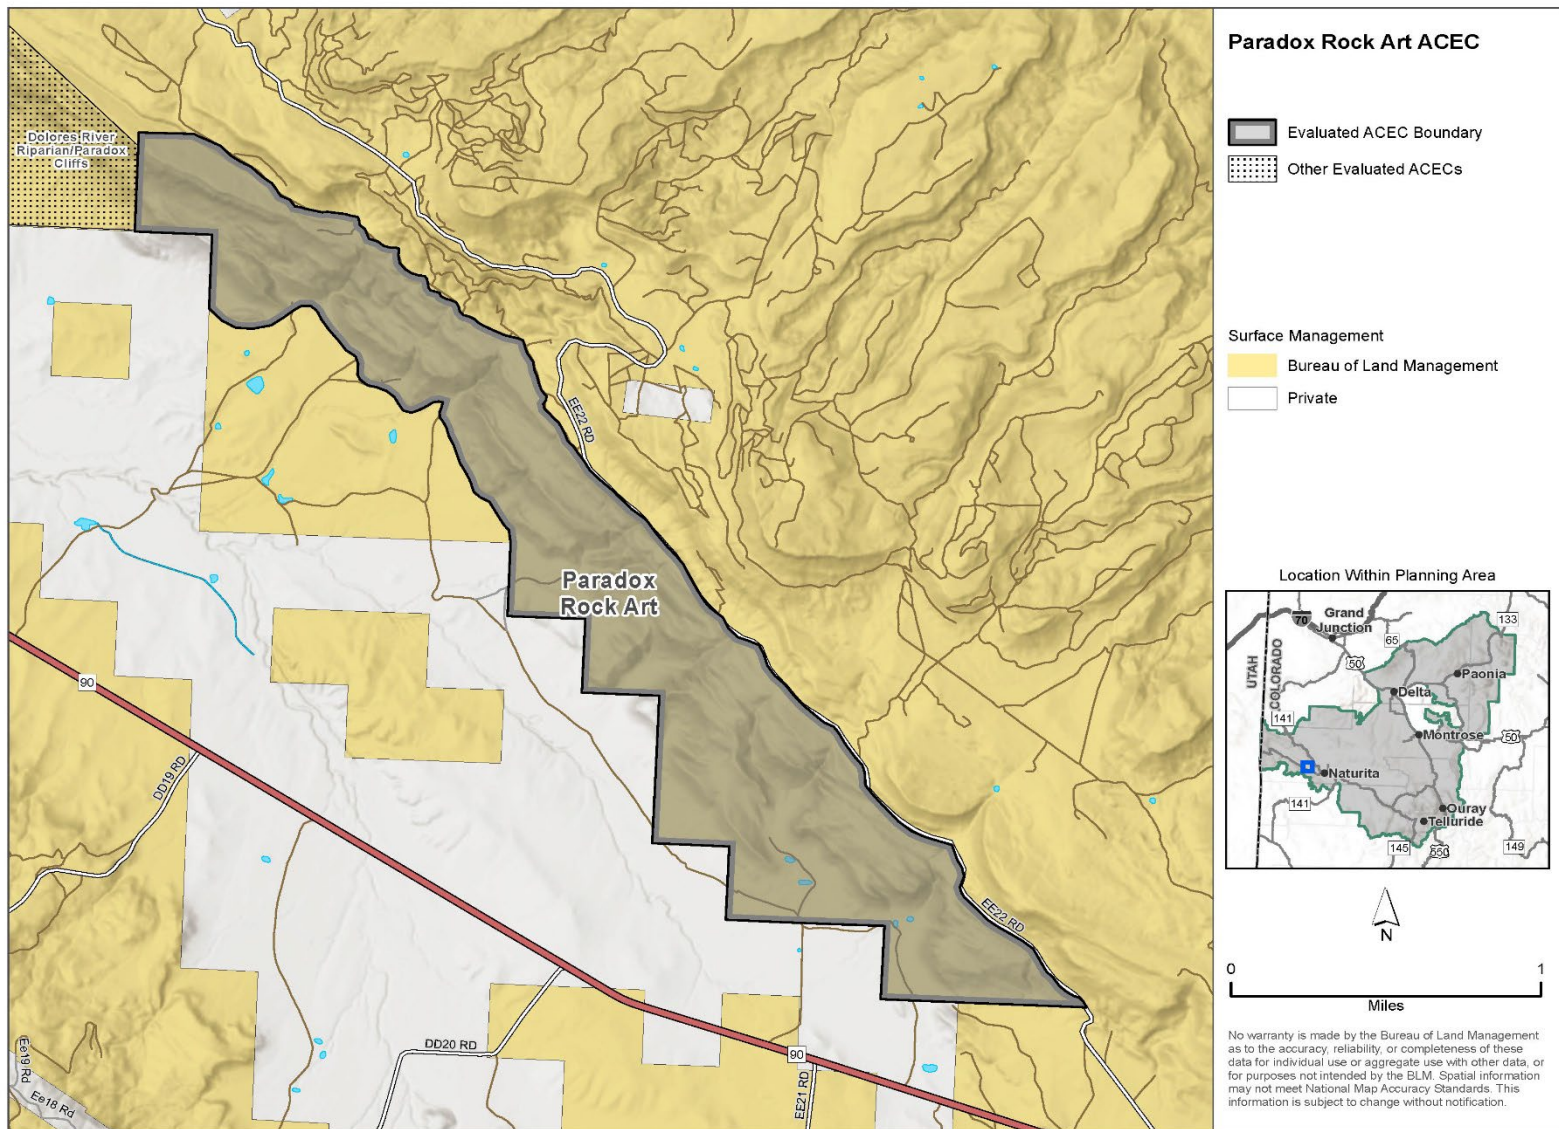 Paradox Rock Art ACEC
Evaluated ACEC Boundary
Other Evaluated ACECs
Surface Management
Bureau of Land Management
Private
Dolores River
Riparian/Paradox
Cliffs
EE22 RD
Paradox
Rock Art
90
DD19 RD
EE22 RD
DD20 RD
90
EE21 RD
Ee19 Rd
Ee18 Rd
Location Within Planning Area
Grand
Junction
70
65
133
50
UTAH
COLORADO
Paonia
Delta
141
Montrose
50
Naturita
141
Ouray
Telluride
145
550
149
N
0
1
Miles
No warranty is made by the Bureau of Land Management
as to the accuracy, reliability, or completeness of these
data for individual use or aggregate use with other data, or
for purposes not intended by the BLM. Spatial information
may not meet National Map Accuracy Standards. This
information is subject to change without notification.